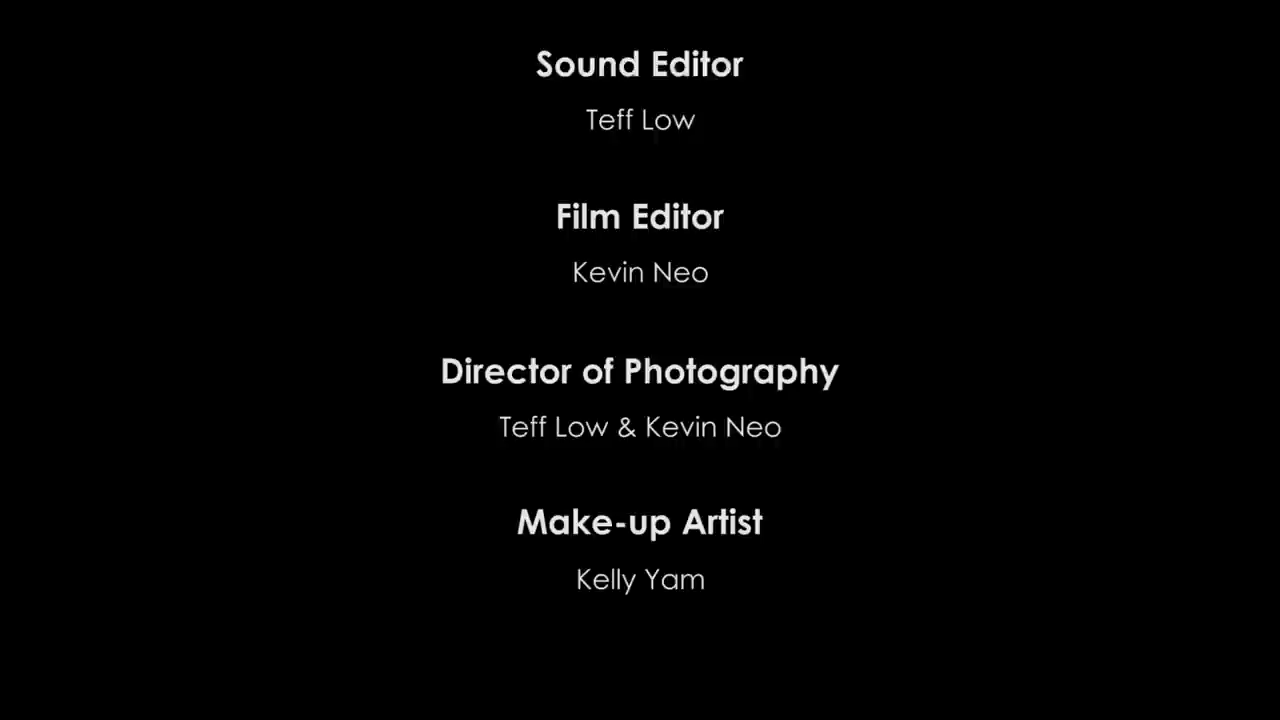 Sound Editor
Teff Low
Film Editor
Kevin Neo
Director of Photography
Teff Low & Kevin Neo
Make-up Artist
Kelly Yam